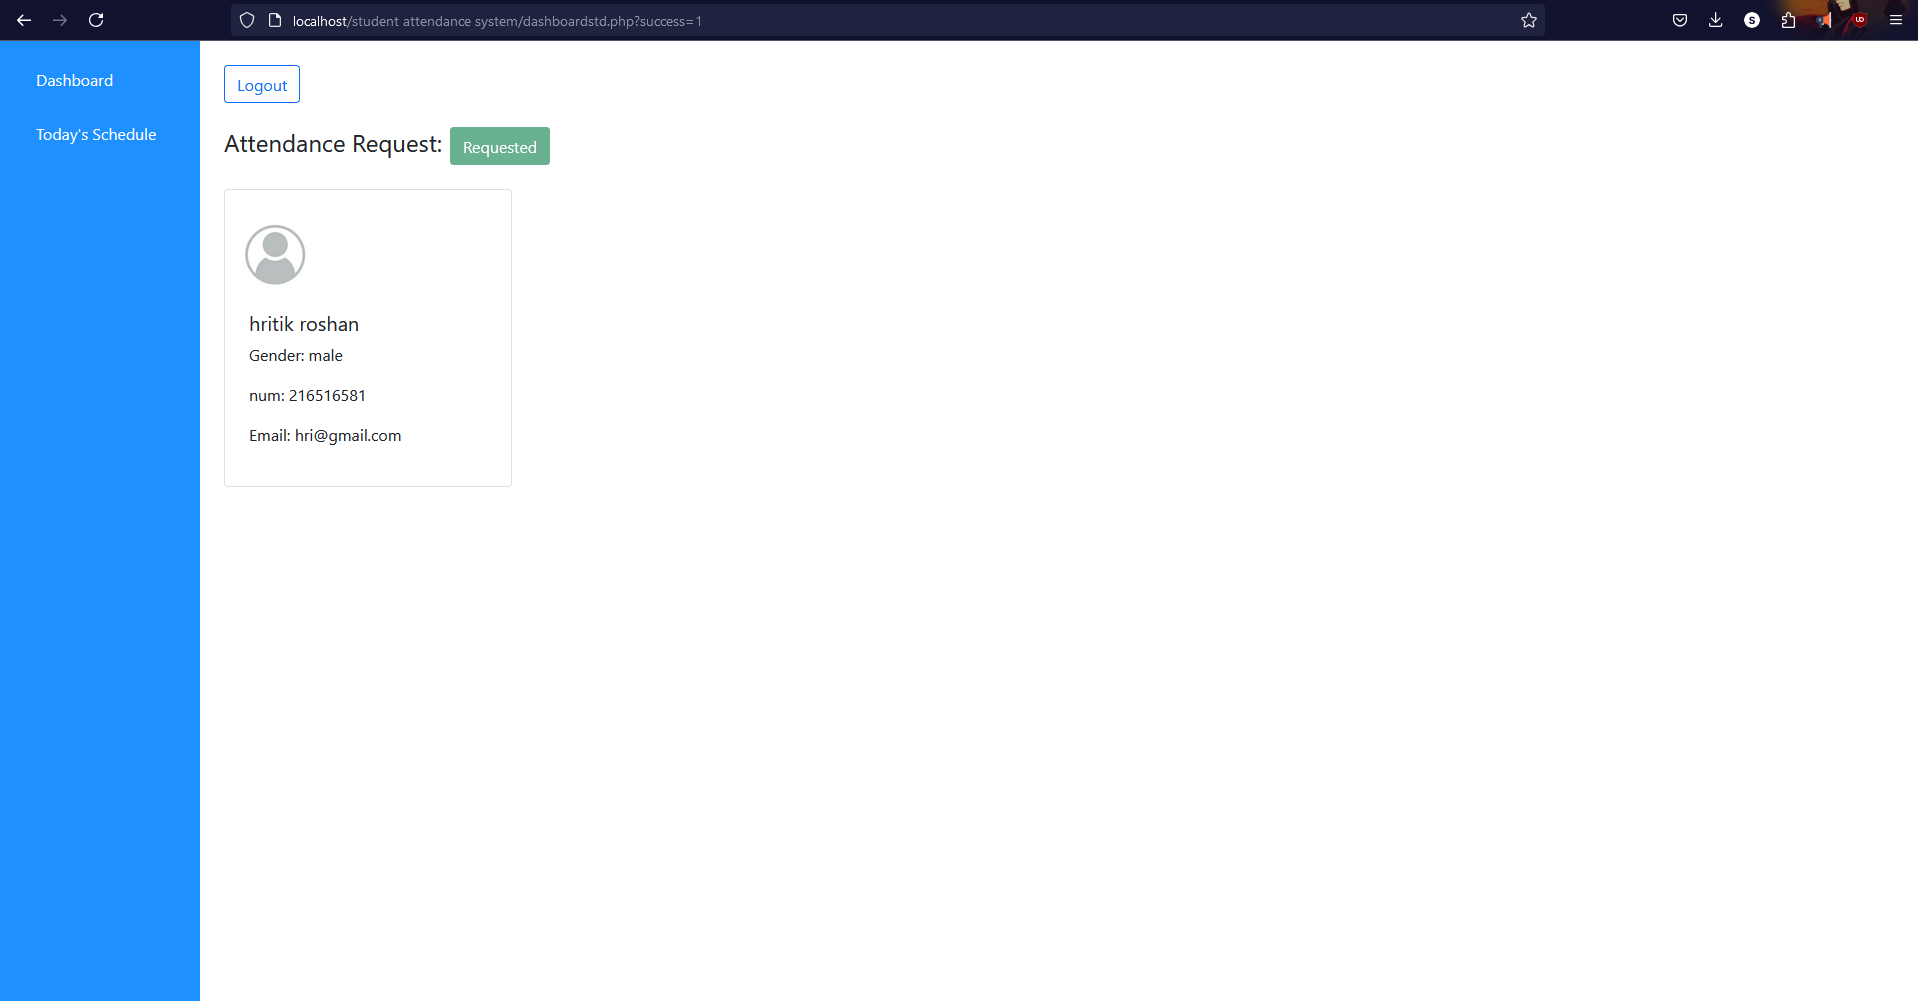 localhost/student attendance system/dashboardstd.php?success=1
S
UD
Dashboard
Today's Schedule
Logout
Attendance Request: Requested
hritik roshan
Gender: male
num: 216516581
Email: hri@gmail.com